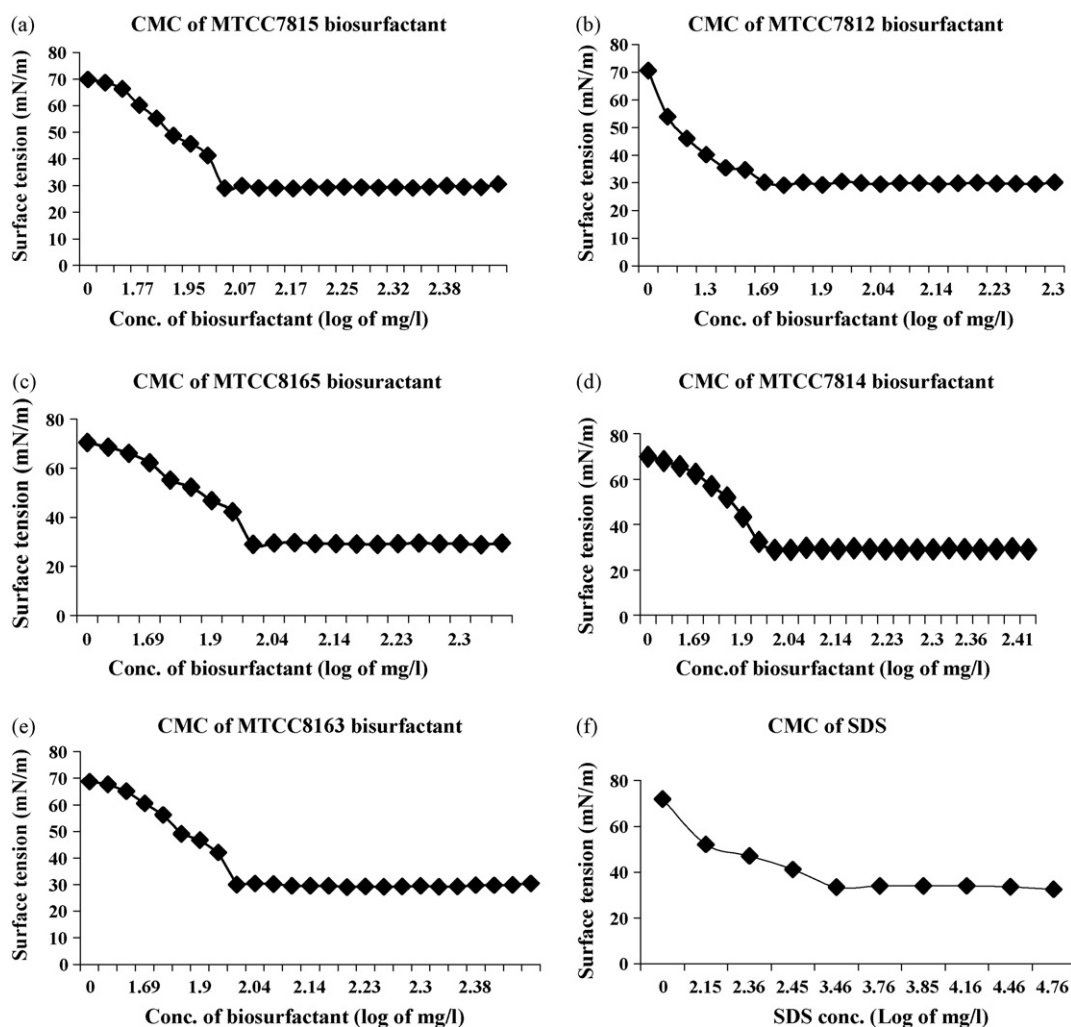 (a) CMC of MTCC7815 biosurfactant
Surface tension (mN/m)
80
70
60
50
40
30
20
10
0
0 1.77 1.95 2.07 2.17 2.25 2.32 2.38
Conc. of biosurfactant (log of mg/l)
(b) CMC of MTCC7812 biosurfactant
Surface tension (mN/m)
80
70
60
50
40
30
20
10
0
0 1.3 1.69 1.9 2.04 2.14 2.23 2.3
Conc. of biosurfactant (log of mg/l)
(c) CMC of MTCC8165 biosuractant
Surface tension (mN/m)
80
60
40
20
0
0 1.69 1.9 2.04 2.14 2.23 2.3
Conc. of biosurfactant (log of mg/l)
(d) CMC of MTCC7814 biosurfactant
Surface tension (mN/m)
80
60
40
20
0
0 1.69 1.9 2.04 2.14 2.23 2.3 2.36 2.41
Conc.of biosurfactant (log of mg/l)
(e) CMC of MTCC8163 bisurfactant
Surface tension (mN/m)
80
70
60
50
40
30
20
10
0
0 1.69 1.9 2.04 2.14 2.23 2.3 2.38
Conc. of biosurfactant (log of mg/l)
(f) CMC of SDS
Surface tension (mN/m)
80
60
40
20
0
0 2.15 2.36 2.45 3.46 3.76 3.85 4.16 4.46 4.76
SDS conc. (Log of mg/l)